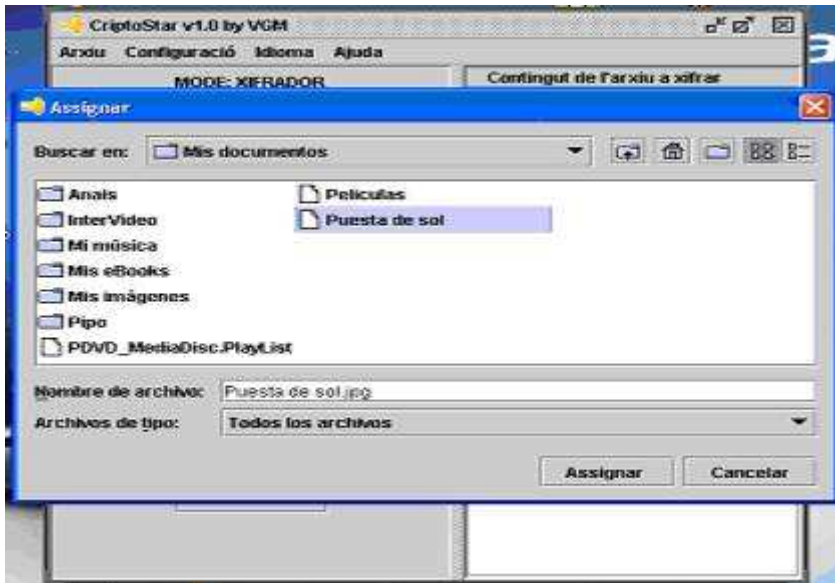 CriptoStar v1.0 by VGM
Arxiu Configuració Idioma Ajuda
MODE: XIFRADOR
Contingut de l'arxiu a xifrar
Assignar
Buscar en: Mis documentos
Anais
InterVideo
Mi música
Mis eBooks
Mis imágenes
Pipo
PDVD_MediaDisc.PlayList
Películas
Puesta de sol
Nombre de archivo: Puesta de sol.jpg
Archivos de tipo: Todos los archivos
Assignar Cancelar